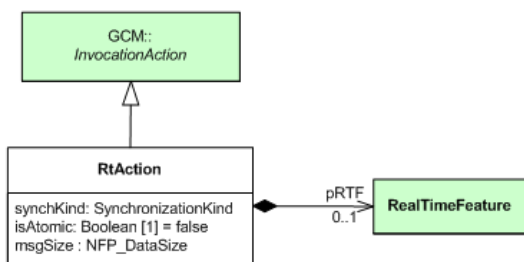 GCM::
InvocationAction
RtAction
synchKind: SynchronizationKind
isAtomic: Boolean [1] = false
msgSize : NFP_DataSize
pRTF
0..1
RealTimeFeature